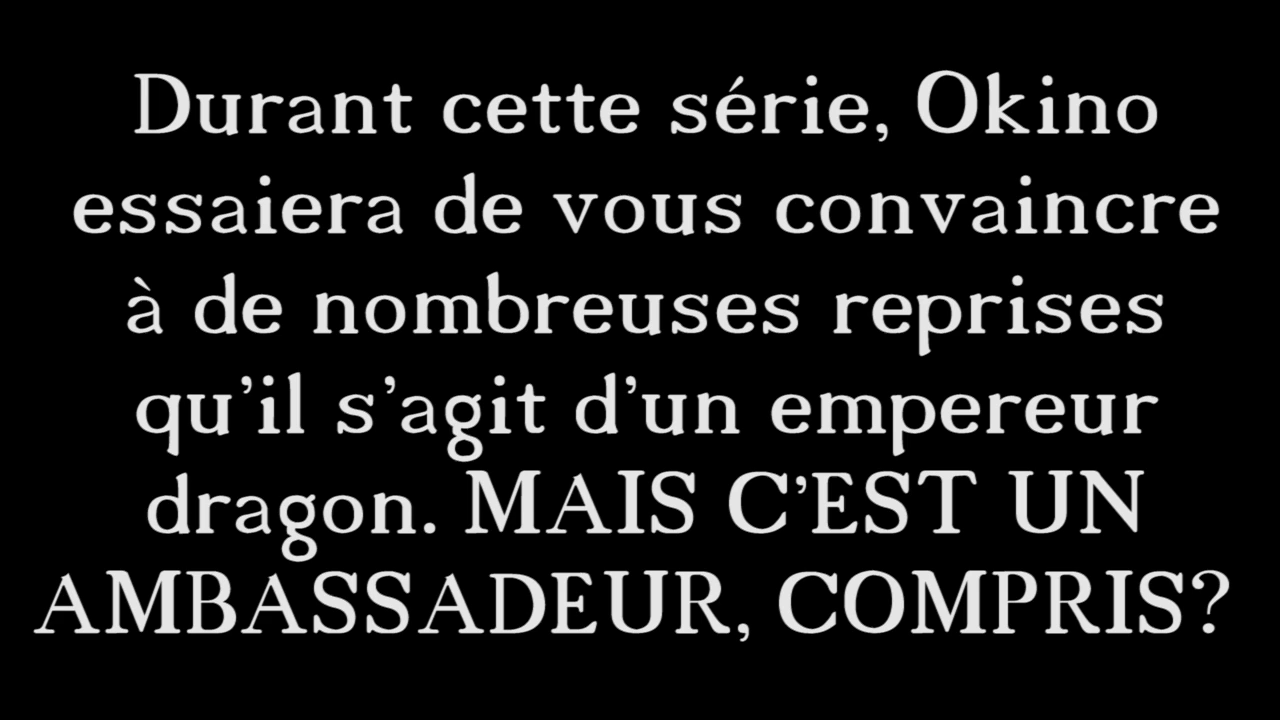 Durant cette série, Okino
essaiera de vous convaincre
à de nombreuses reprises
qu’il s’agit d’un empereur
dragon. MAIS C’EST UN
AMBASSADEUR, COMPRIS?